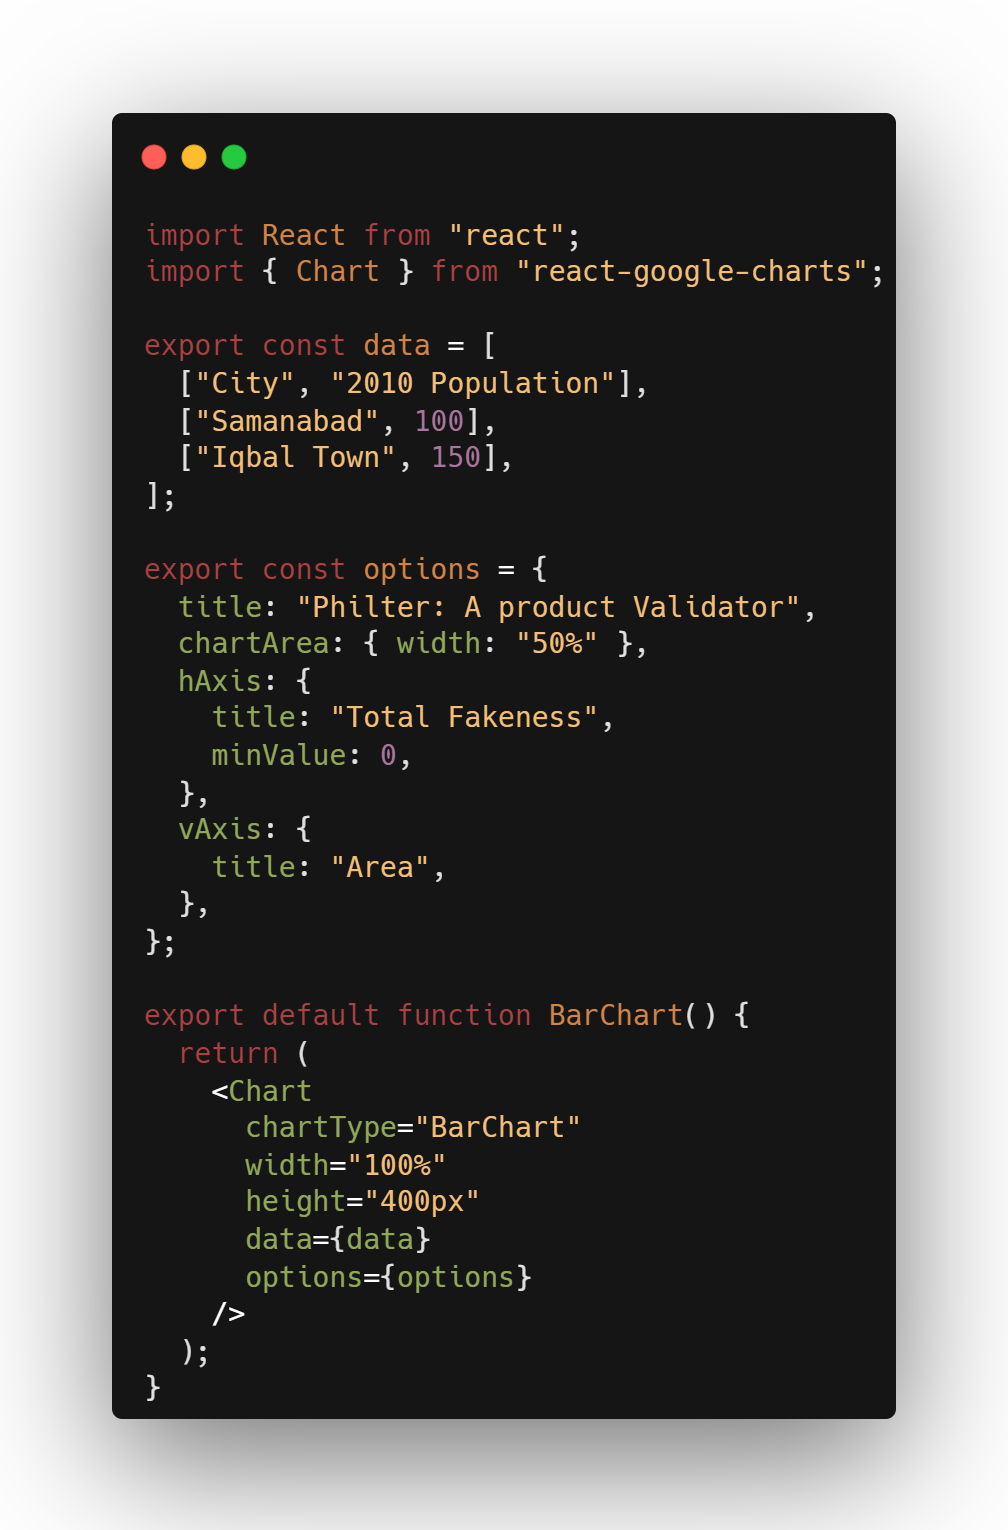 import React from "react";
import { Chart } from "react-google-charts";

export const data = [
  ["City", "2010 Population"],
  ["Samanabad", 100],
  ["Iqbal Town", 150],
];

export const options = {
  title: "Philter: A product Validator",
  chartArea: { width: "50%" },
  hAxis: {
    title: "Total Fakeness",
    minValue: 0,
  },
  vAxis: {
    title: "Area",
  },
};

export default function BarChart() {
  return (
    <Chart
      chartType="BarChart"
      width="100%"
      height="400px"
      data={data}
      options={options}
    />
  );
}